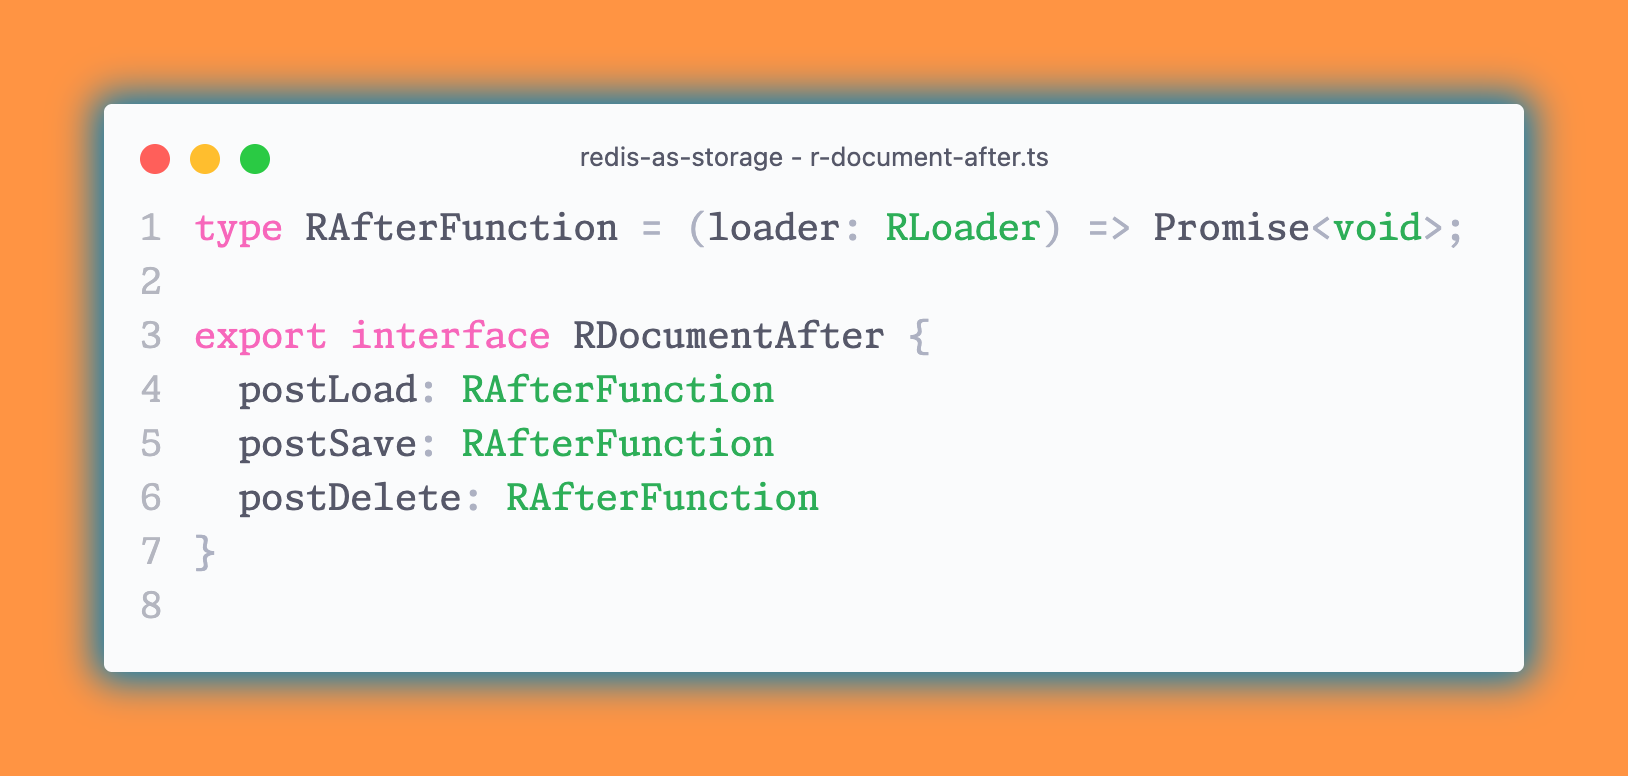 redis-as-storage - r-document-after.ts
1 type RAfterFunction = (loader: RLoader) => Promise<void>;
2
3 export interface RDocumentAfter {
4   postLoad: RAfterFunction
5   postSave: RAfterFunction
6   postDelete: RAfterFunction
7 }
8